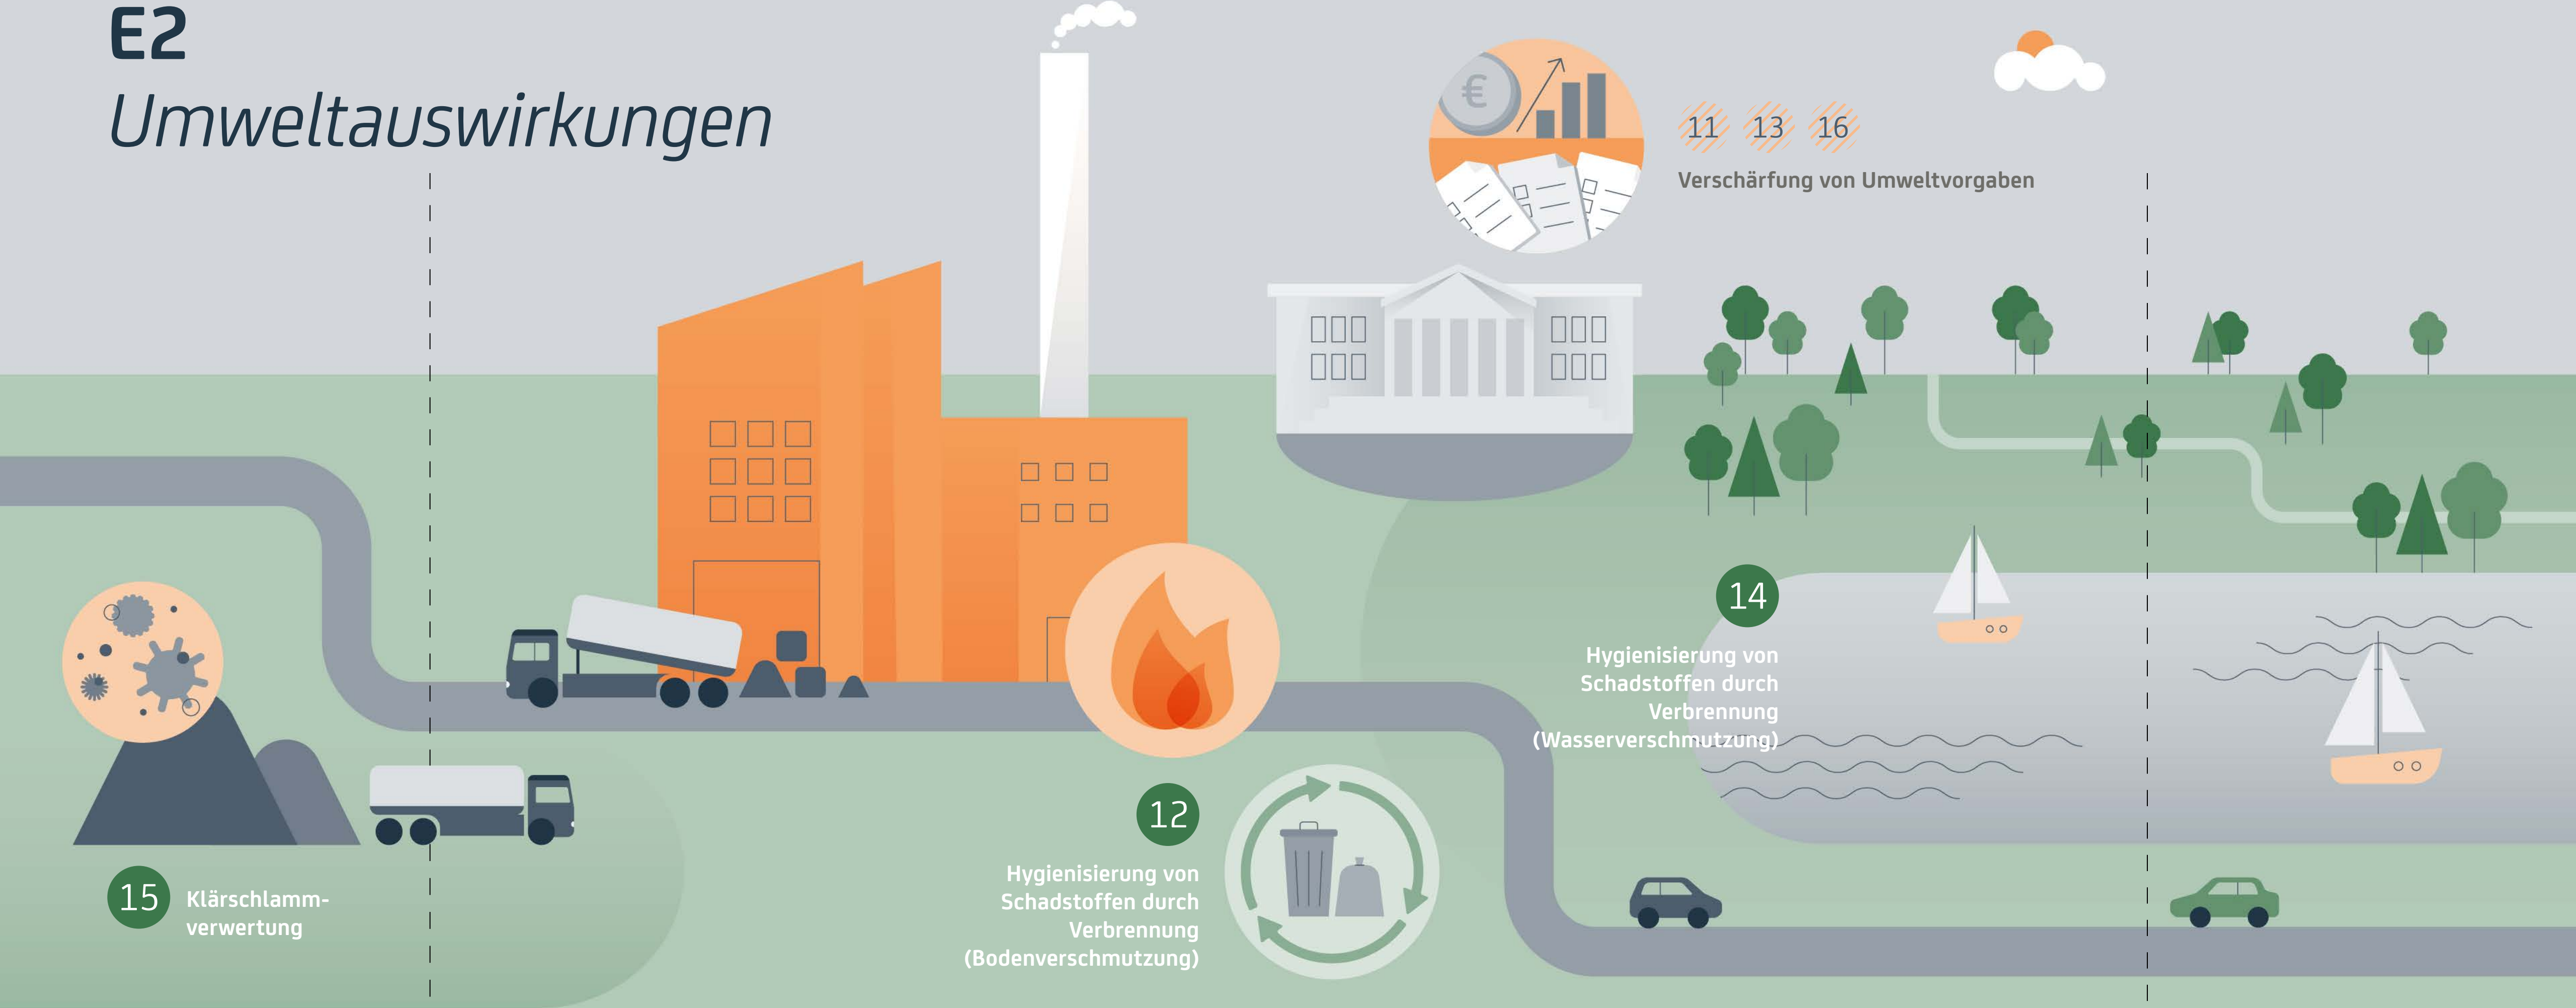 E2
Umweltauswirkungen
€
11 13 16
Verschärfung von Umweltvorgaben
14
Hygienisierung von
Schadstoffen durch
Verbrennung
(Wasserverschmutzung)
12
Hygienisierung von
Schadstoffen durch
Verbrennung
(Bodenverschmutzung)
15
Klärschlamm-
verwertung